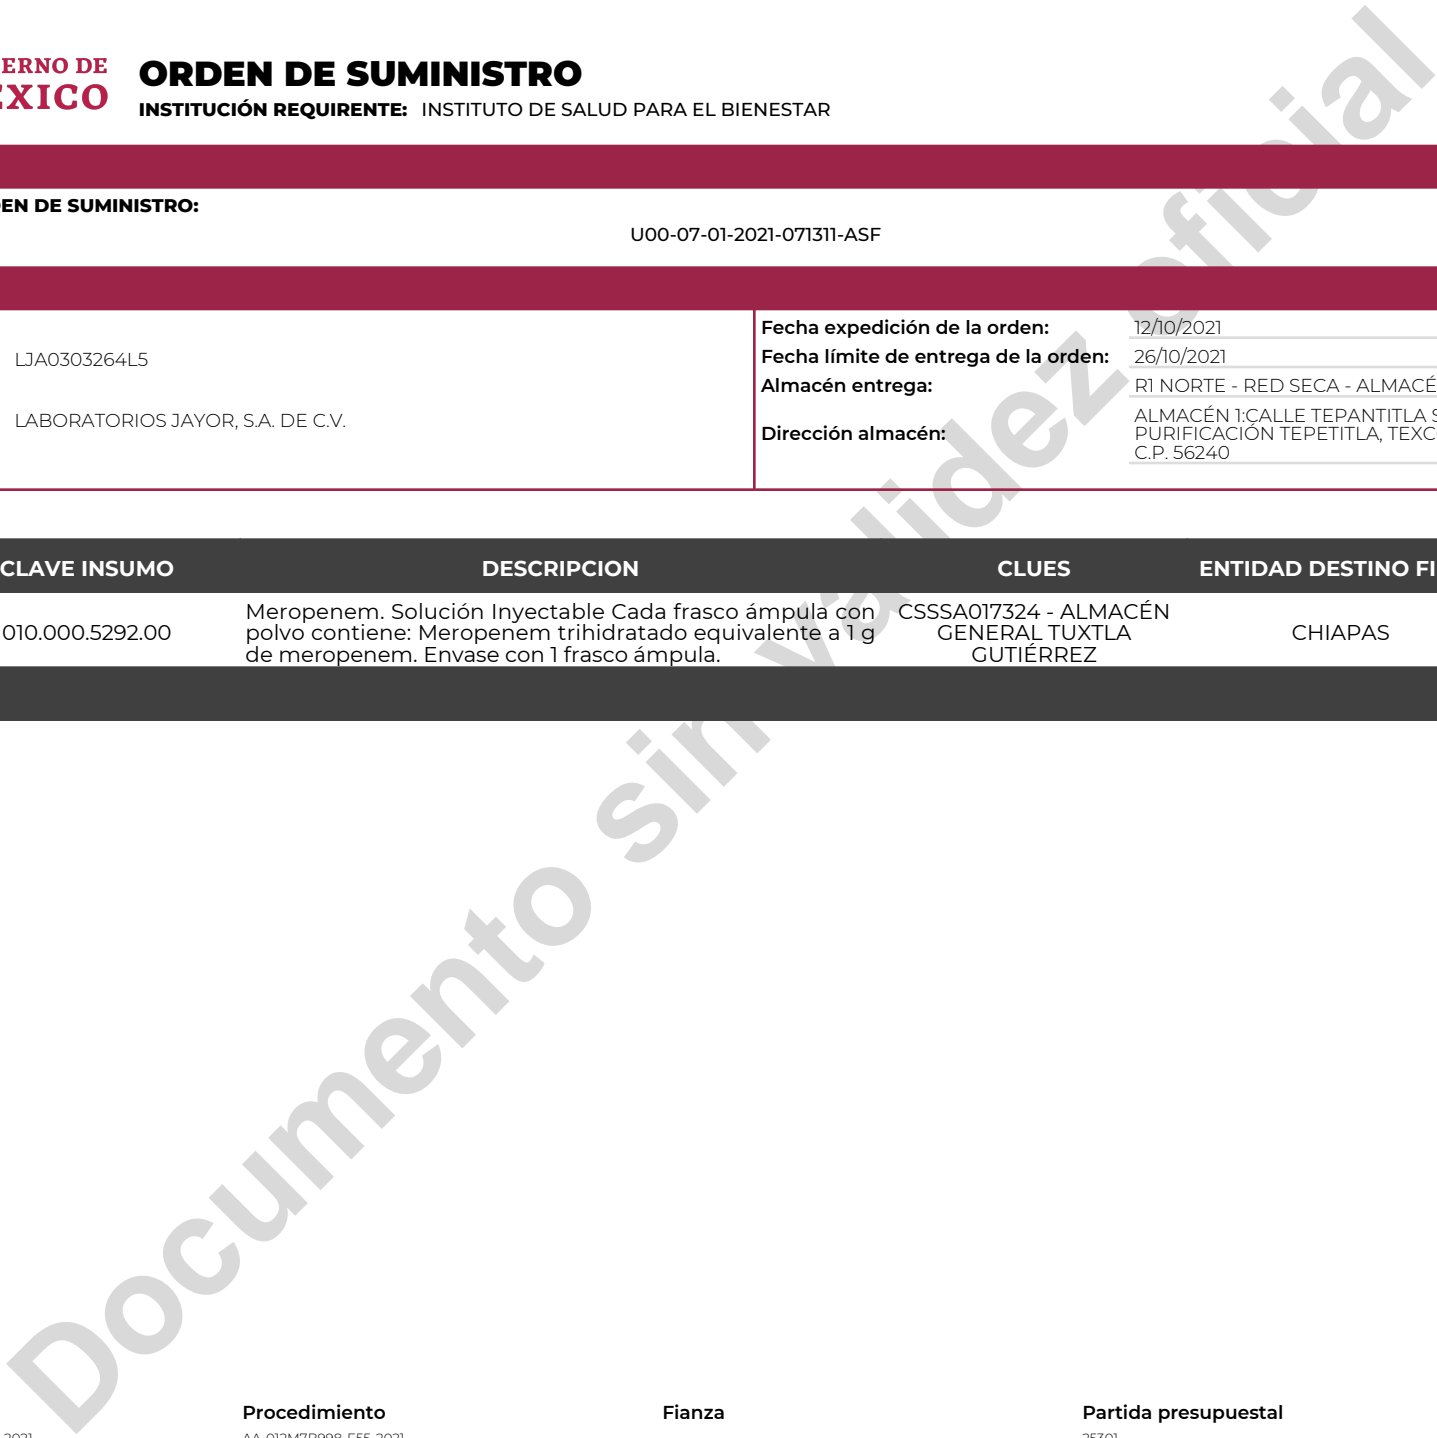 ERNO DE
ORDEN DE SUMINISTRO
INSTITUCIÓN REQUIRENTE: INSTITUTO DE SALUD PARA EL BIENESTAR
EN DE SUMINISTRO:
U00-07-01-2021-071311-ASF
LJA0303264L5
LABORATORIOS JAYOR, S.A. DE C.V.
Fecha expedición de la orden: 12/10/2021
Fecha límite de entrega de la orden: 26/10/2021
Almacén entrega: R1 NORTE - RED SECA - ALMACÉ
Dirección almacén:
ALMACÉN 1:CALLE TEPANTITLA S
PURIFICACIÓN TEPETITLA, TEXC
C.P. 56240
CLAVE INSUMO DESCRIPCION CLUES ENTIDAD DESTINO FI
010.000.5292.00
Meropenem. Solución Inyectable Cada frasco ámpula con
polvo contiene: Meropenem trihidratado equivalente a 1 g
de meropenem. Envase con 1 frasco ámpula.
CSSSA017324 - ALMACÉN
GENERAL TUXTLA
GUTIÉRREZ
CHIAPAS
Documento sin validez oficial
Procedimiento Fianza Partida presupuestal